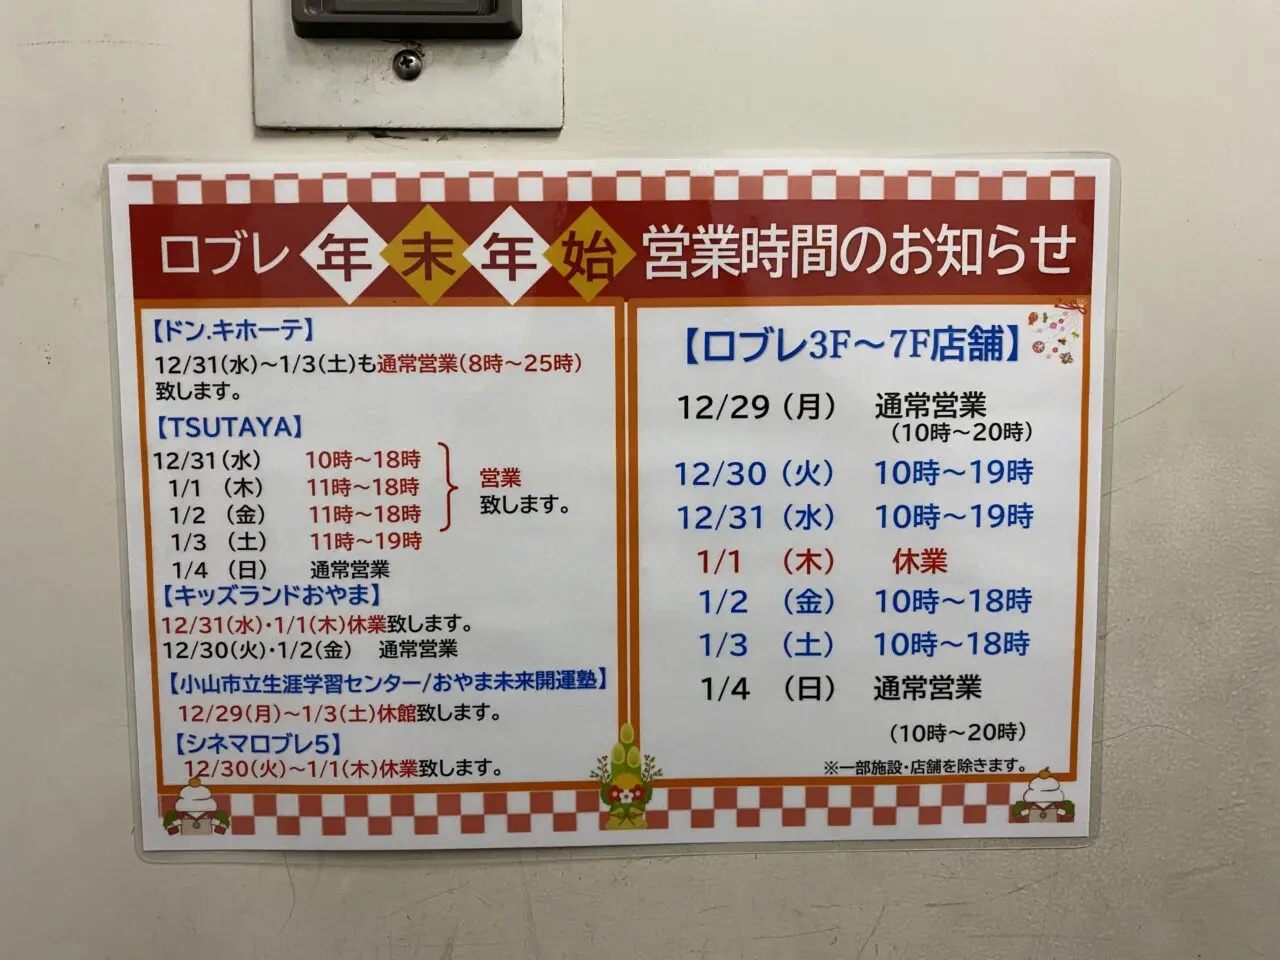 ロブレ年末年始営業時間のお知らせ
【ドン.キホーテ】
12/31(水)～1/3(土)も通常営業(8時～25時)
致します。
【TSUTAYA】
12/31(水) 10時～18時
1/1 (木) 11時～18時
1/2 (金) 11時～18時
1/3 (土) 11時～19時
営業
致します。
1/4 (日) 通常営業
【キッズランドおやま】
12/31(水)・1/1(木)休業致します。
12/30(火)・1/2(金) 通常営業
【小山市立生涯学習センター/おやま未来開運塾】
12/29(月)～1/3(土)休館致します。
【シネマロブレ5】
12/30(火)～1/1(木)休業致します。
【ロブレ3F～7F店舗】
12/29 (月) 通常営業
(10時～20時)
12/30 (火) 10時～19時
12/31 (水) 10時～19時
1/1 (木) 休業
1/2 (金) 10時～18時
1/3 (土) 10時～18時
1/4 (日) 通常営業
(10時～20時)
※一部施設・店舗を除きます。